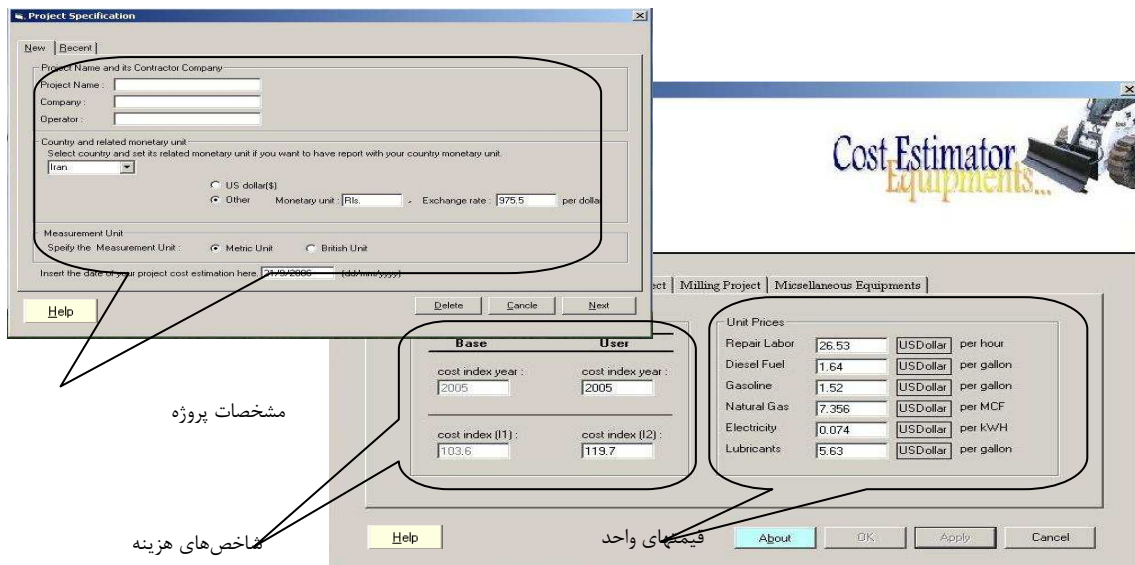 Project Specification
New Recent
Project Name and its Contractor Company
Project Name :
Company :
Operator :
Country and related monetary unit
Select country and set its related monetary unit if you want to have report with your country monetary unit.
Iran
US dollar($)
Other Monetary unit : Rls. , Exchange rate : 975.5 per dollar
Measurement Unit
Speify the Measurement Unit : Metric Unit British Unit
Insert the date of your project cost estimation here. 21/9/2006 (dd/mm/yyyy)
Help Delete Cancle Next
Cost Estimator
Equipments...
Milling Project Micsellaneous Equipments
Base User
cost index year : cost index year :
2005 2005
cost index (I1) : cost index (I2) :
103.6 119.7
Unit Prices
Repair Labor 26.53 USDollar per hour
Diesel Fuel 1.64 USDollar per gallon
Gasoline 1.52 USDollar per gallon
Natural Gas 7.356 USDollar per MCF
Electricity 0.074 USDollar per kWH
Lubricants 5.63 USDollar per gallon
Help About OK Apply Cancel
مشخصات پروژه
شاخص‌های هزینه
قیمتهای واحد